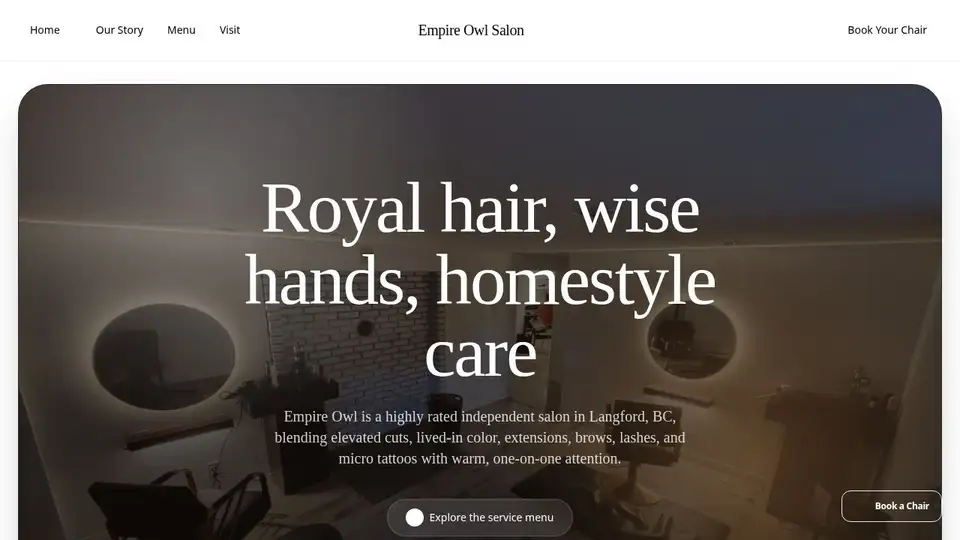 Home Our Story Menu Visit Empire Owl Salon Book Your Chair
Royal hair, wise
hands, homestyle
care
Empire Owl is a highly rated independent salon in Langford, BC,
blending elevated cuts, lived-in color, extensions, brows, lashes, and
micro tattoos with warm, one-on-one attention.
Explore the service menu
Book a Chair